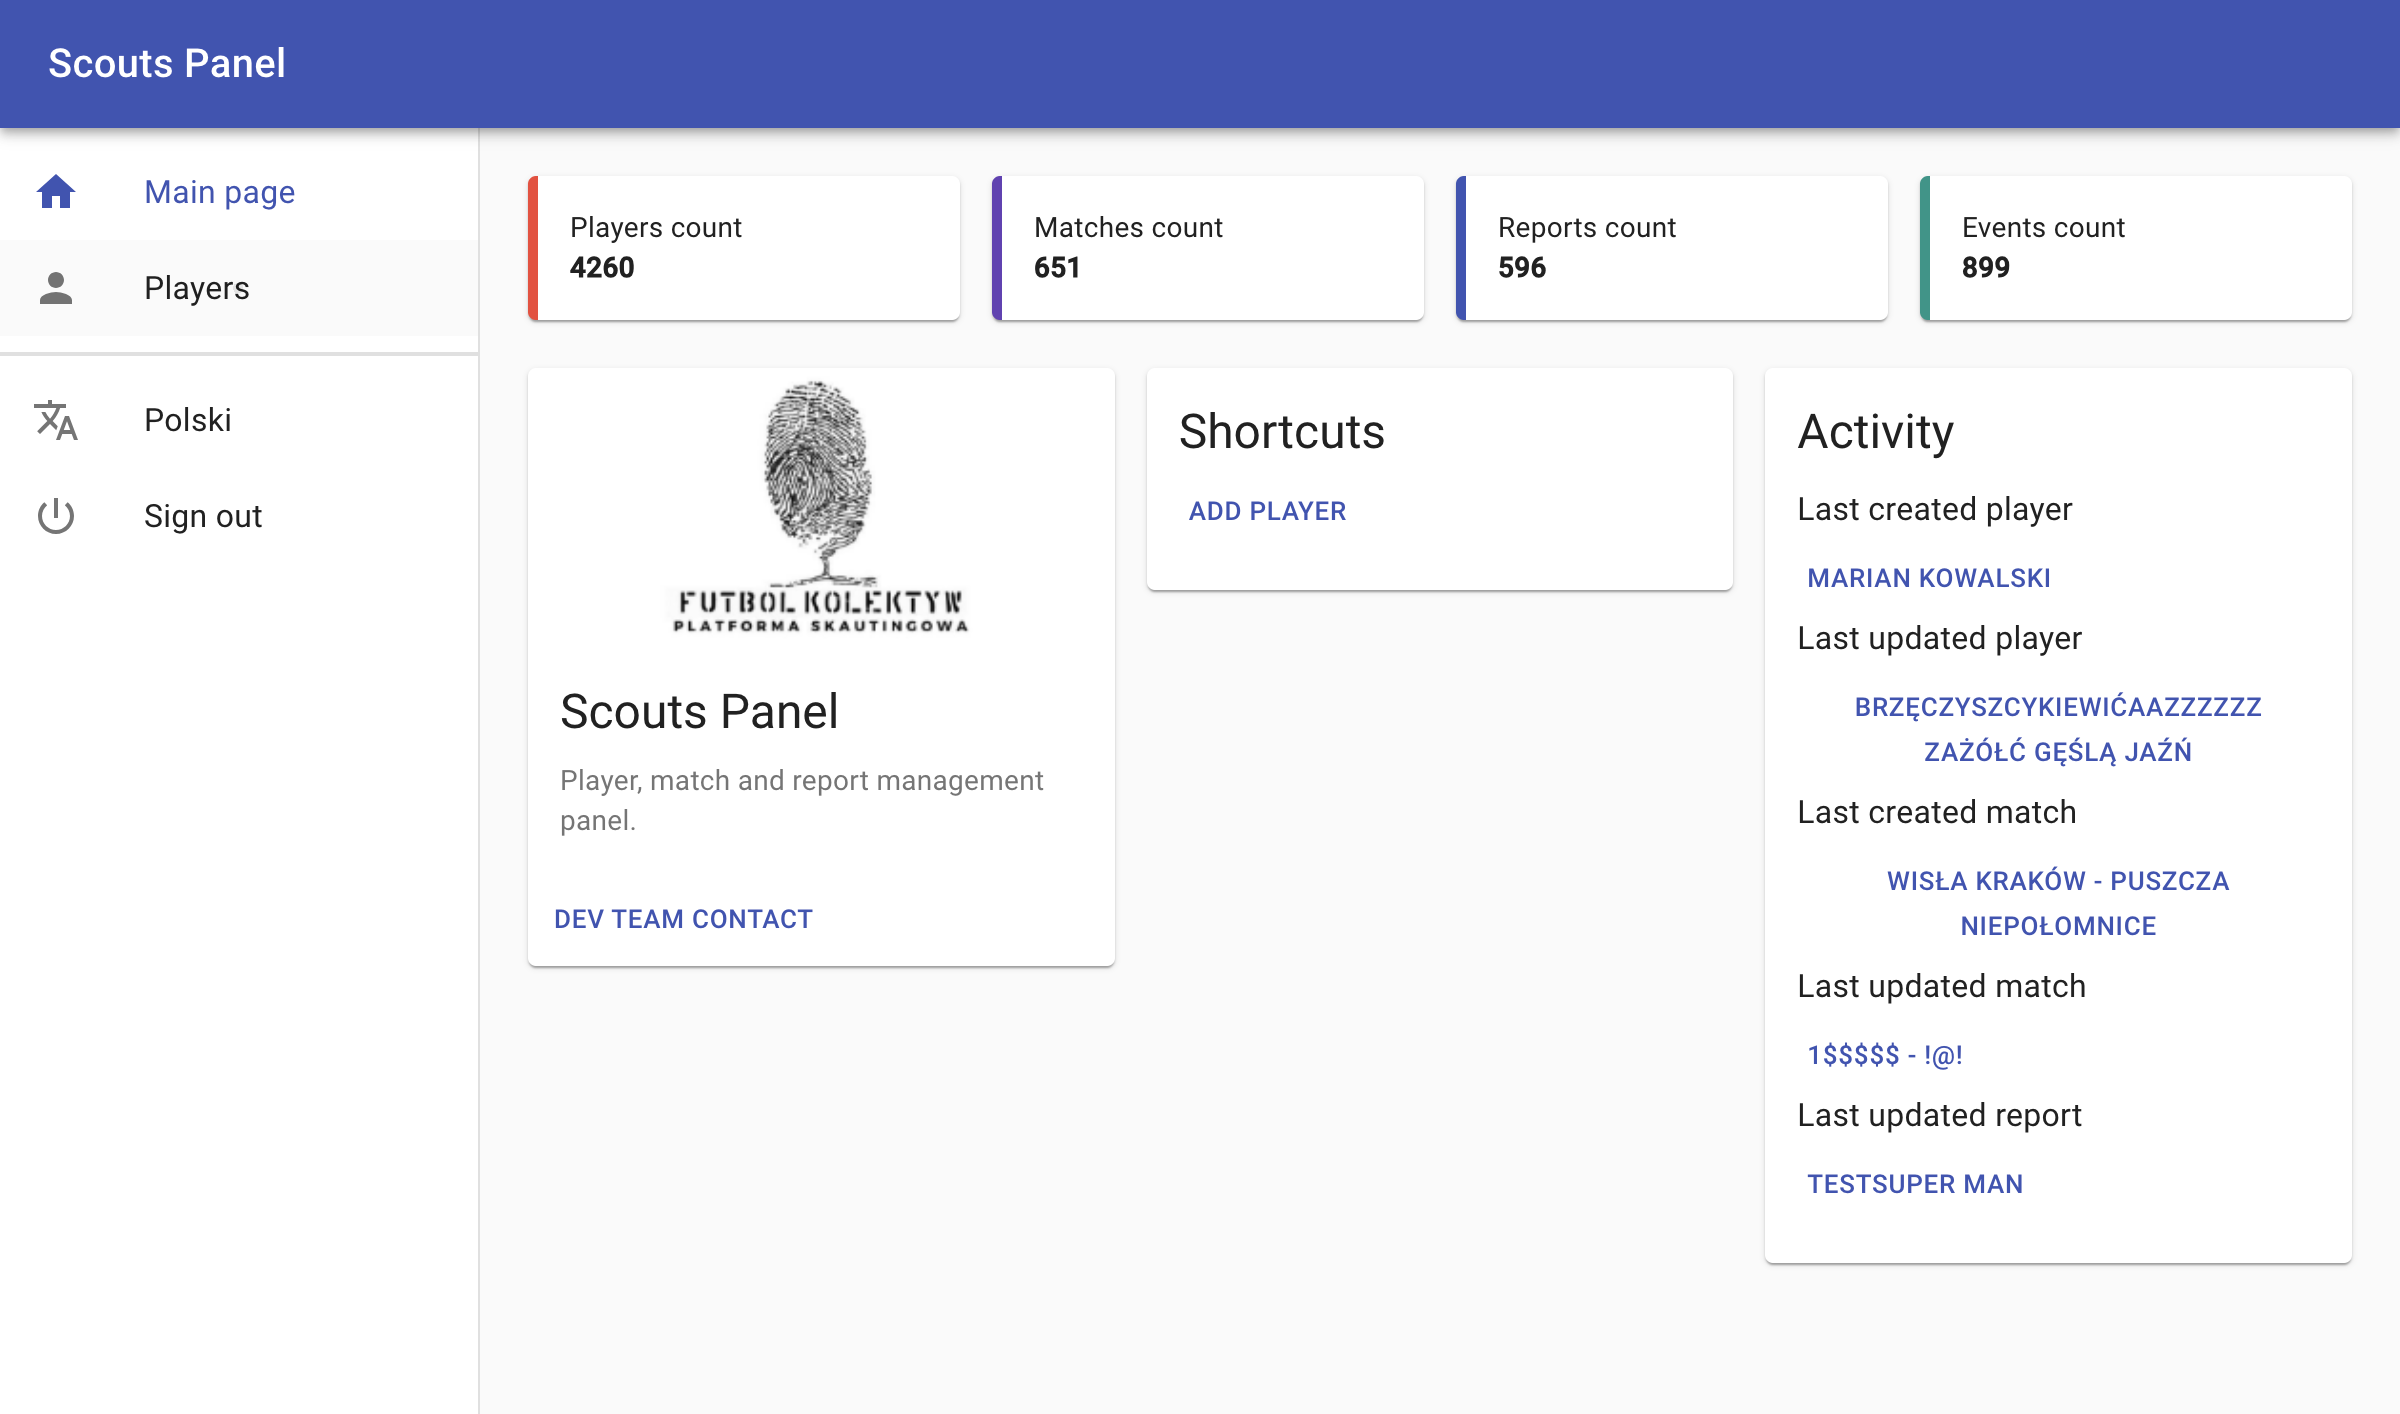 Scouts Panel
Main page
Players
Polski
Sign out
Players count
4260
Matches count
651
Reports count
596
Events count
899
FUTBOL KOLEKTYW
PLATFORMA SKAUTINGOWA
Scouts Panel
Player, match and report management
panel.
DEV TEAM CONTACT
Shortcuts
ADD PLAYER
Activity
Last created player
MARIAN KOWALSKI
Last updated player
BRZĘCZYSZCYKIEWIĆAAZZZZZZ
ZAŻÓŁĆ GĘŚLĄ JAŹŃ
Last created match
WISŁA KRAKÓW - PUSZCZA
NIEPOŁOMNICE
Last updated match
1$$$$$ - !@!
Last updated report
TESTSUPER MAN